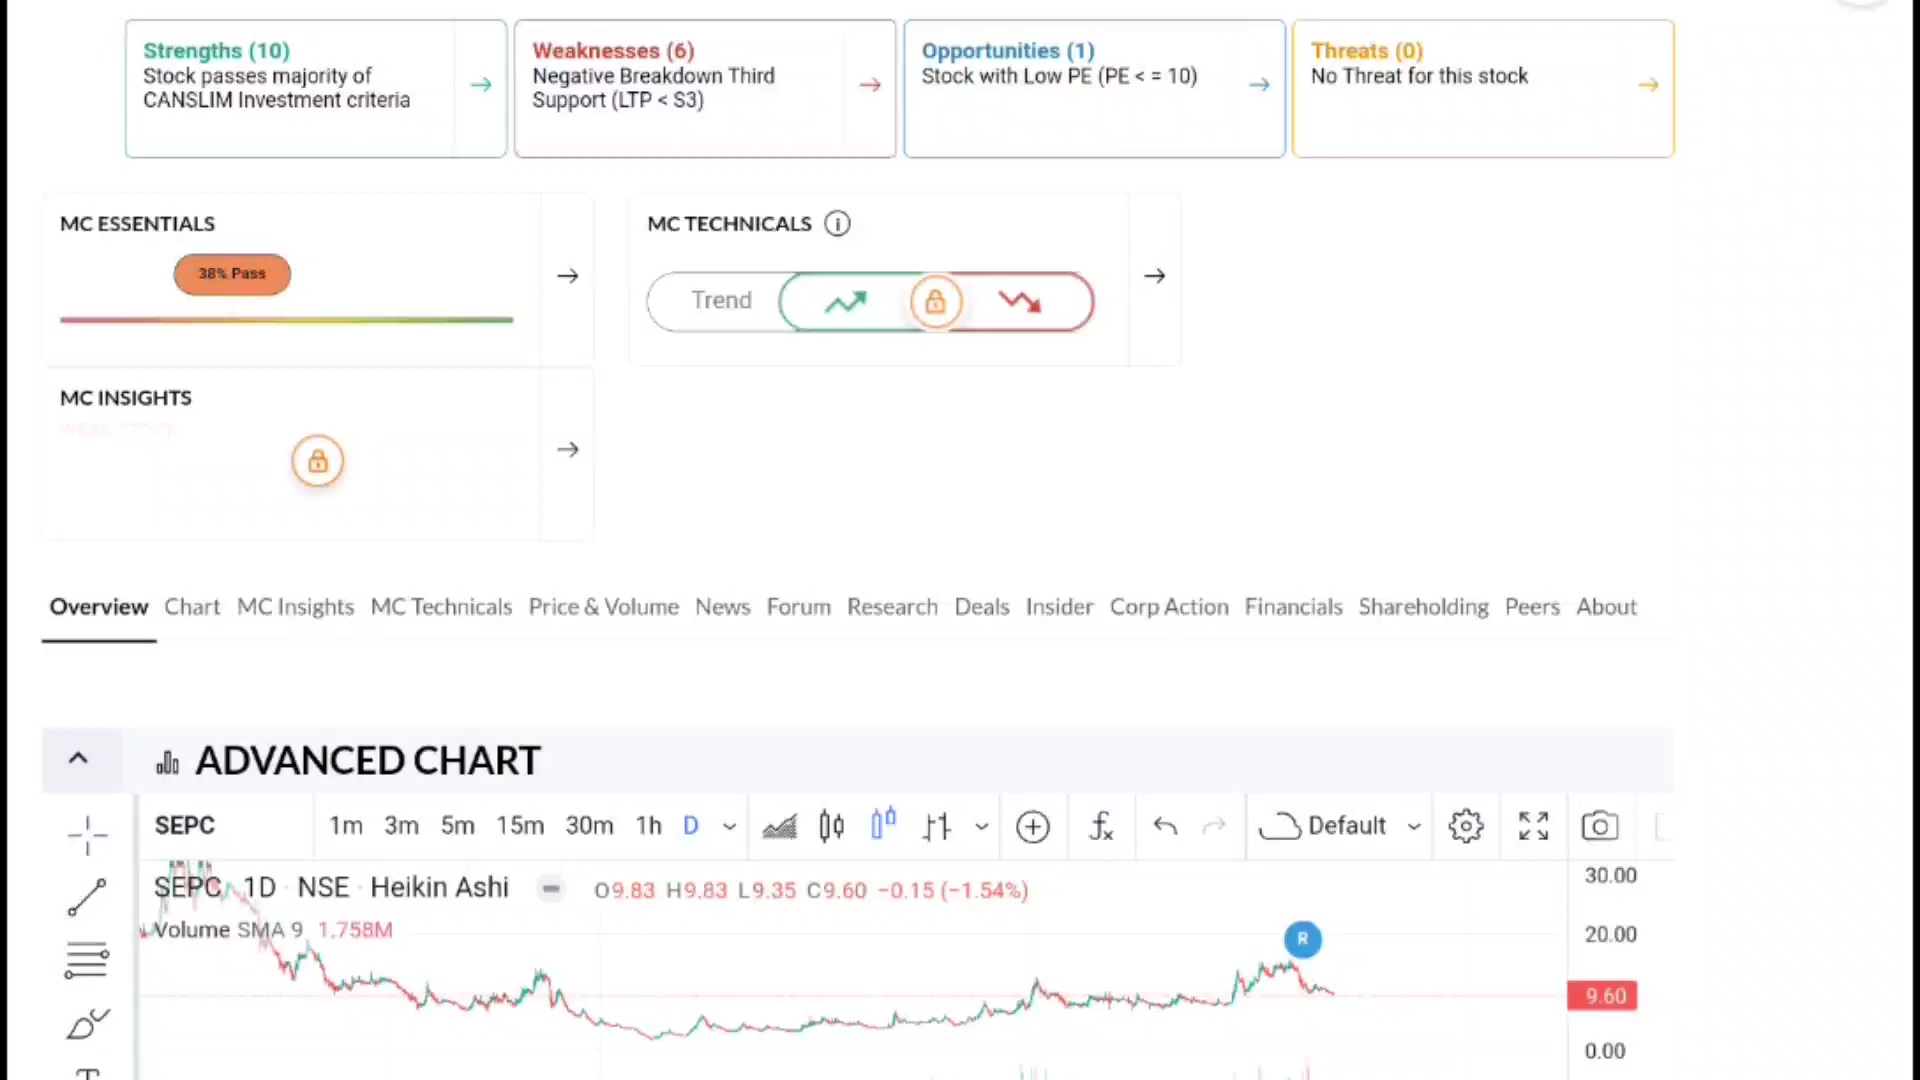 Strengths (10)
Stock passes majority of
CANSLIM Investment criteria
Weaknesses (6)
Negative Breakdown Third
Support (LTP < S3)
Opportunities (1)
Stock with Low PE (PE < = 10)
Threats (0)
No Threat for this stock
MC ESSENTIALS
38% Pass
MC TECHNICALS
Trend
MC INSIGHTS
WEAK STOCK
Overview Chart MC Insights MC Technicals Price & Volume News Forum Research Deals Insider Corp Action Financials Shareholding Peers About
ADVANCED CHART
SEPC 1m 3m 5m 15m 30m 1h D Default
SEPC 1D NSE Heikin Ashi O9.83 H9.83 L9.35 C9.60 −0.15 (−1.54%)
Volume SMA 9 1.758M
R
30.00
20.00
9.60
0.00